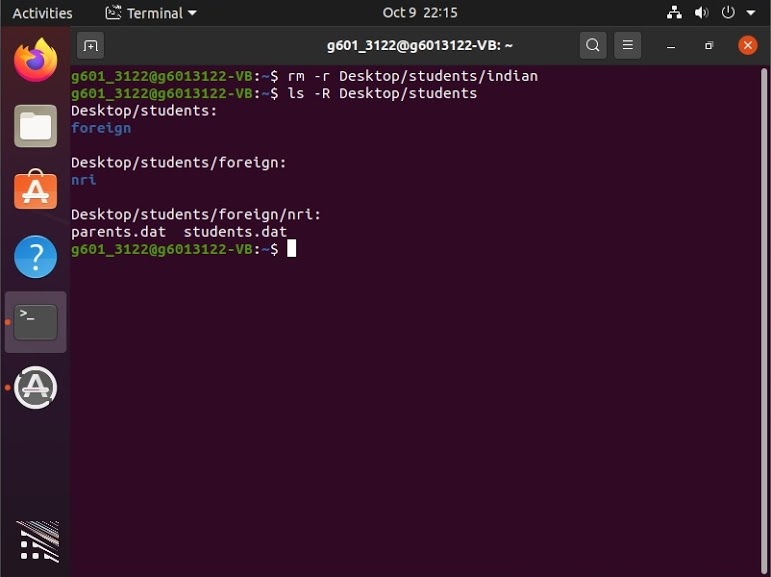 Activities
Terminal
Oct 9 22:15
g601_3122@g6013122-VB: ~
g601_3122@g6013122-VB:~$ rm -r Desktop/students/indian
g601_3122@g6013122-VB:~$ ls -R Desktop/students
Desktop/students:
foreign
Desktop/students/foreign:
nri
Desktop/students/foreign/nri:
parents.dat  students.dat
g601_3122@g6013122-VB:~$